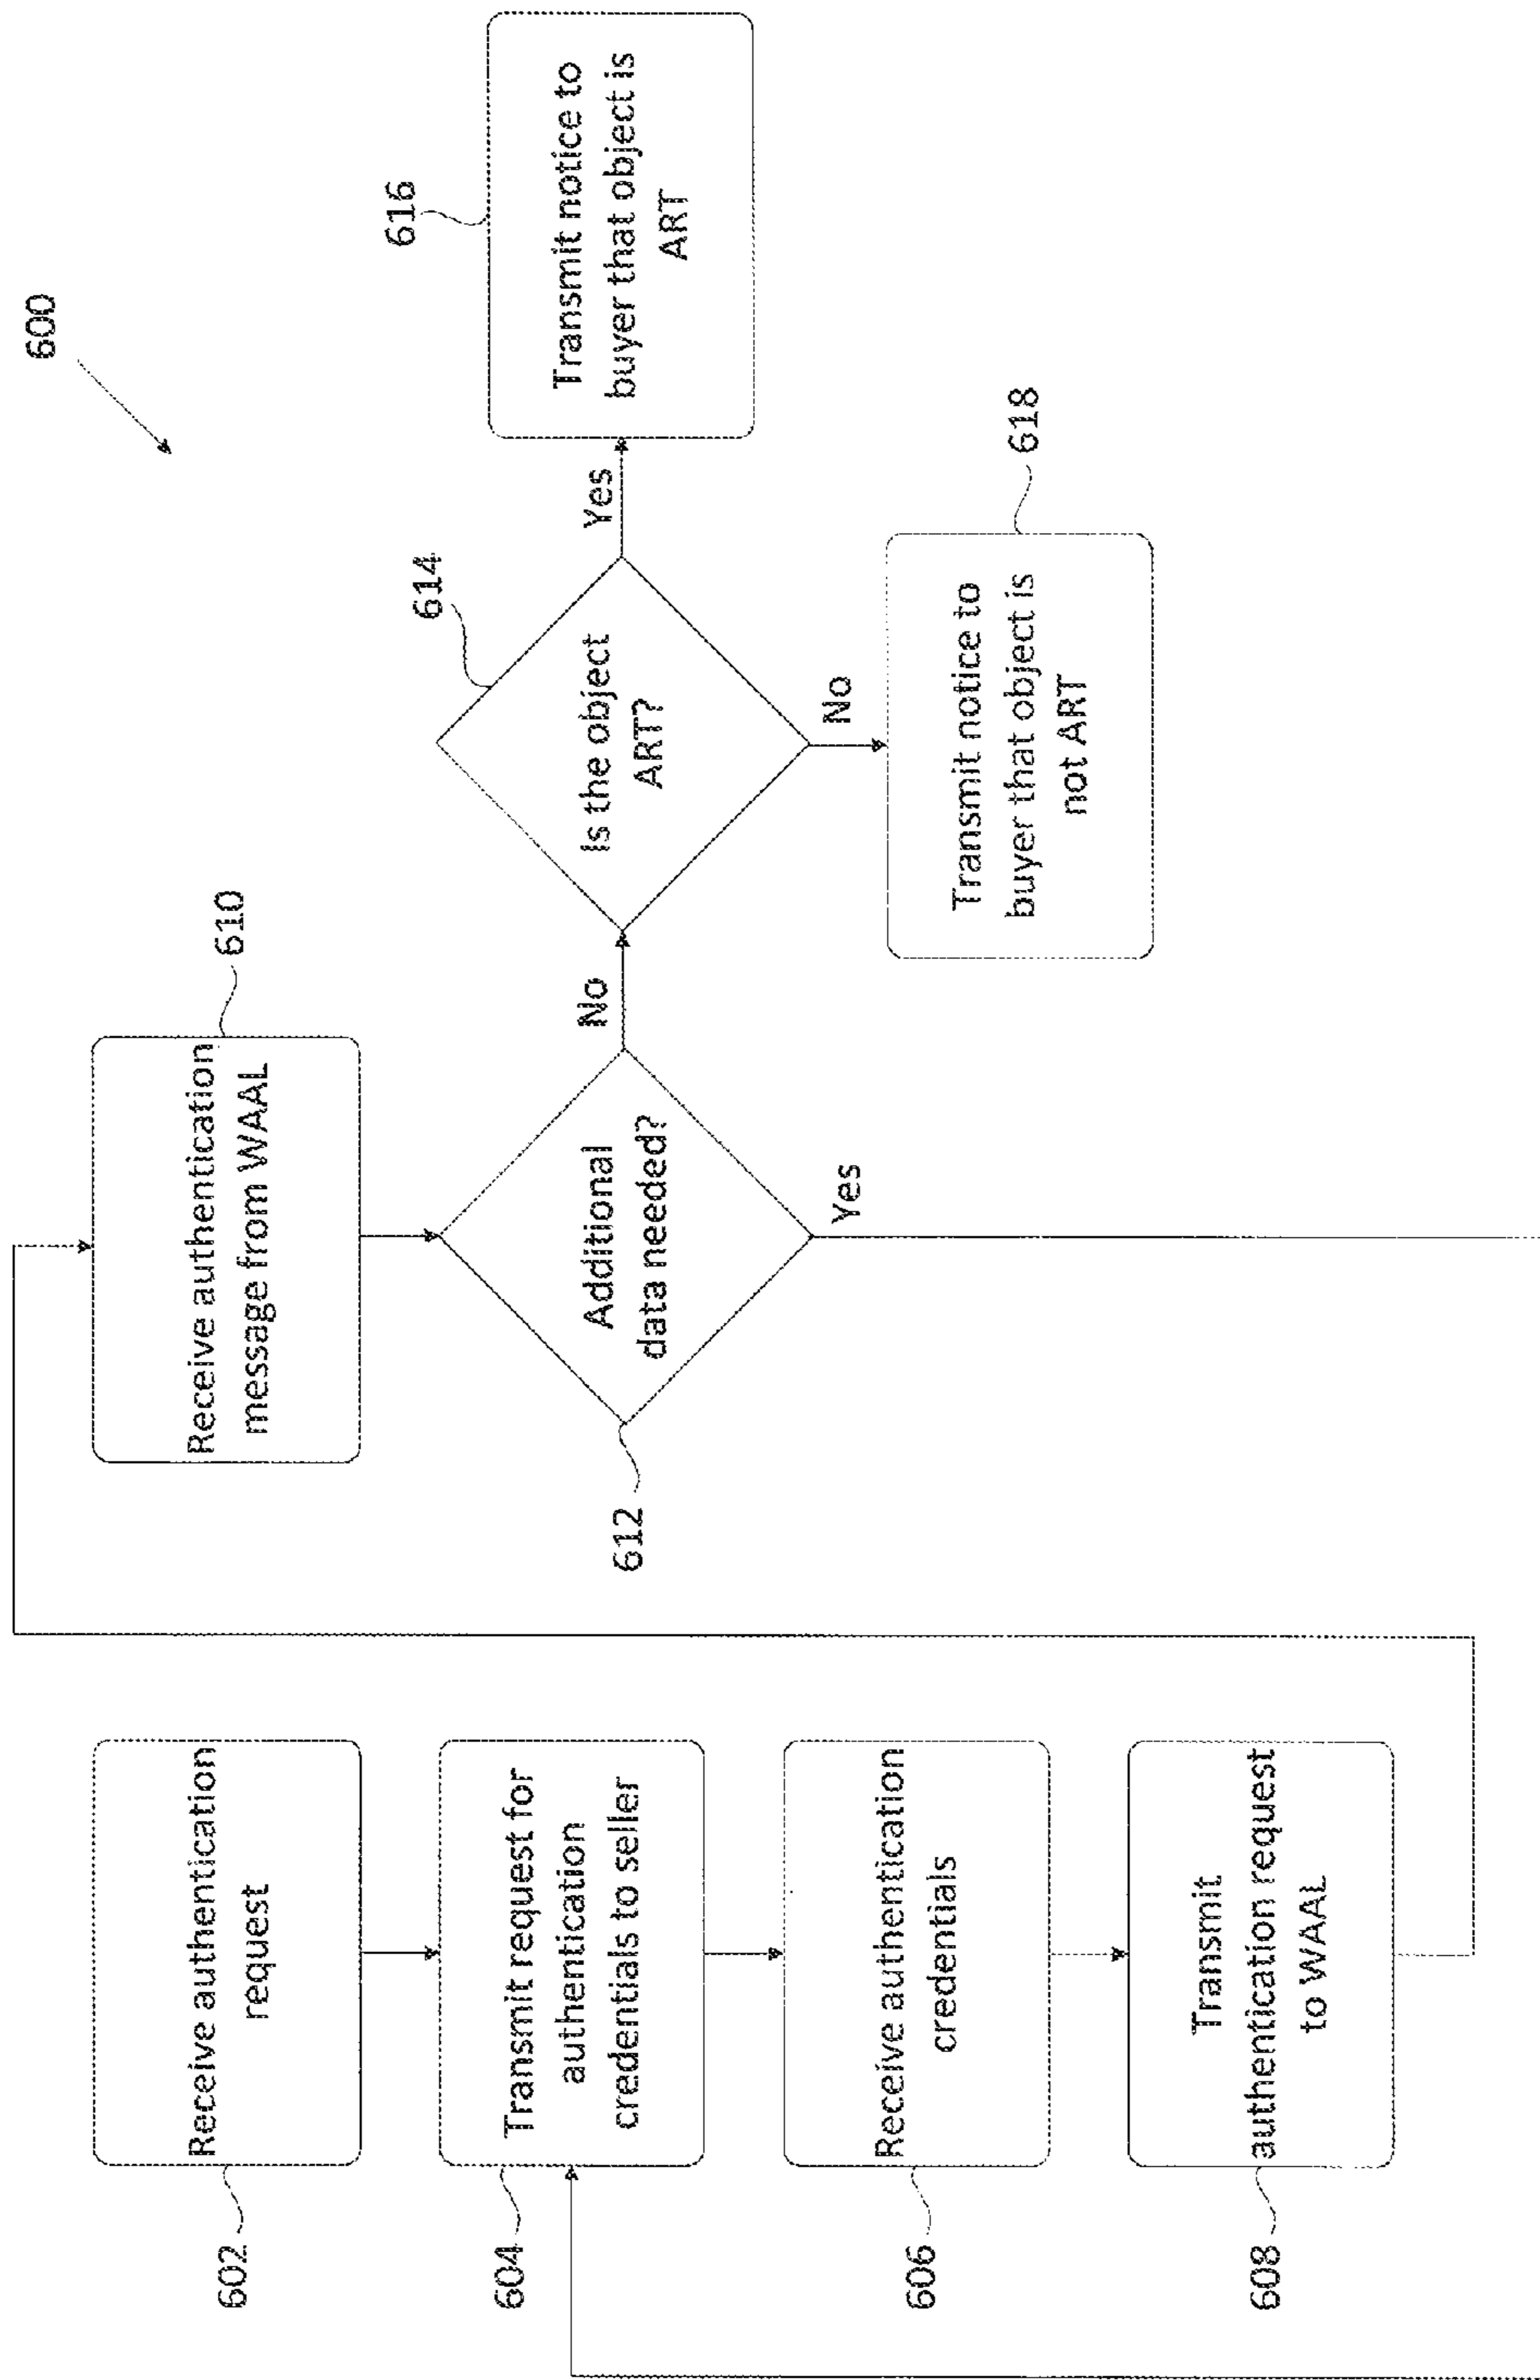 600
602
Receive authentication
request
604
Transmit request for
authentication
credentials to seller
606
Receive authentication
credentials
608
Transmit
authentication request
to WAAL
610
Receive authentication
message from WAAL
612
Additional
data needed?
Yes
No
614
Is the object
ART?
Yes
No
616
Transmit notice to
buyer that object is
ART
618
Transmit notice to
buyer that object is
not ART